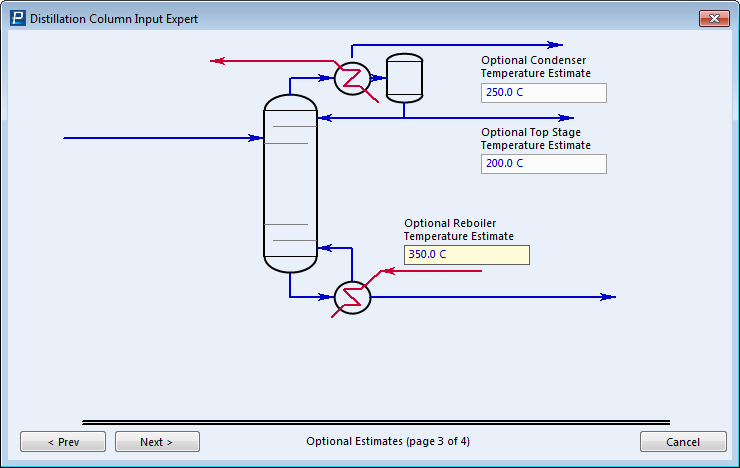 Distillation Column Input Expert
Optional Condenser
Temperature Estimate
250.0 C
Optional Top Stage
Temperature Estimate
200.0 C
Optional Reboiler
Temperature Estimate
350.0 C
< Prev
Next >
Optional Estimates (page 3 of 4)
Cancel